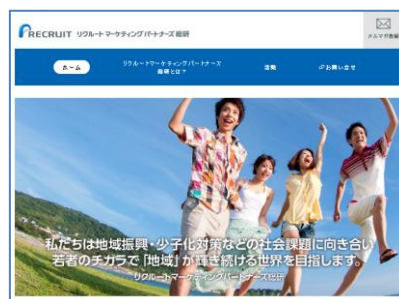 RECRUIT リクルート マーケティングパートナーズ 総研
メルマガ登録
ホーム
リクルートマーケティングパートナーズ
総研とは？
活動
お問い合せ
私たちは地域振興・少子化対策などの社会課題に向き合い
若者のチカラで「地域」が輝き続ける世界を目指します。
リクルートマーケティングパートナーズ総研